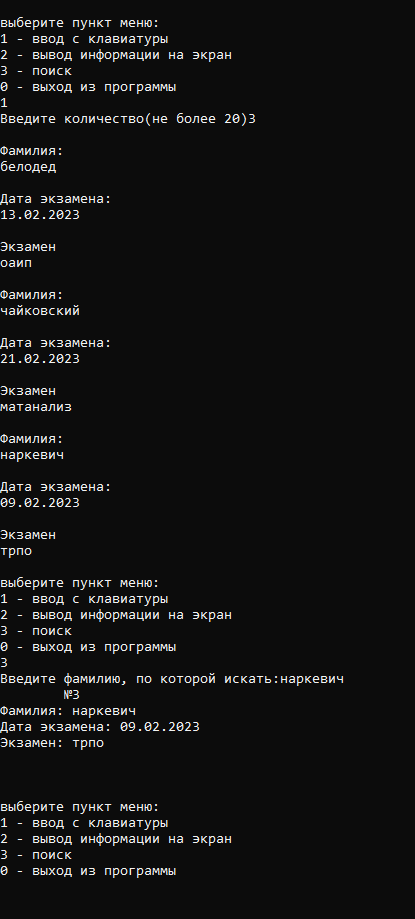 выберите пункт меню:
1 - ввод с клавиатуры
2 - вывод информации на экран
3 - поиск
0 - выход из программы
1
Введите количество(не более 20)3
Фамилия:
белодед
Дата экзамена:
13.02.2023
Экзамен
оаип
Фамилия:
чайковский
Дата экзамена:
21.02.2023
Экзамен
матанализ
Фамилия:
наркевич
Дата экзамена:
09.02.2023
Экзамен
трпо
выберите пункт меню:
1 - ввод с клавиатуры
2 - вывод информации на экран
3 - поиск
0 - выход из программы
3
Введите фамилию, по которой искать:наркевич
№3
Фамилия: наркевич
Дата экзамена: 09.02.2023
Экзамен: трпо
выберите пункт меню:
1 - ввод с клавиатуры
2 - вывод информации на экран
3 - поиск
0 - выход из программы